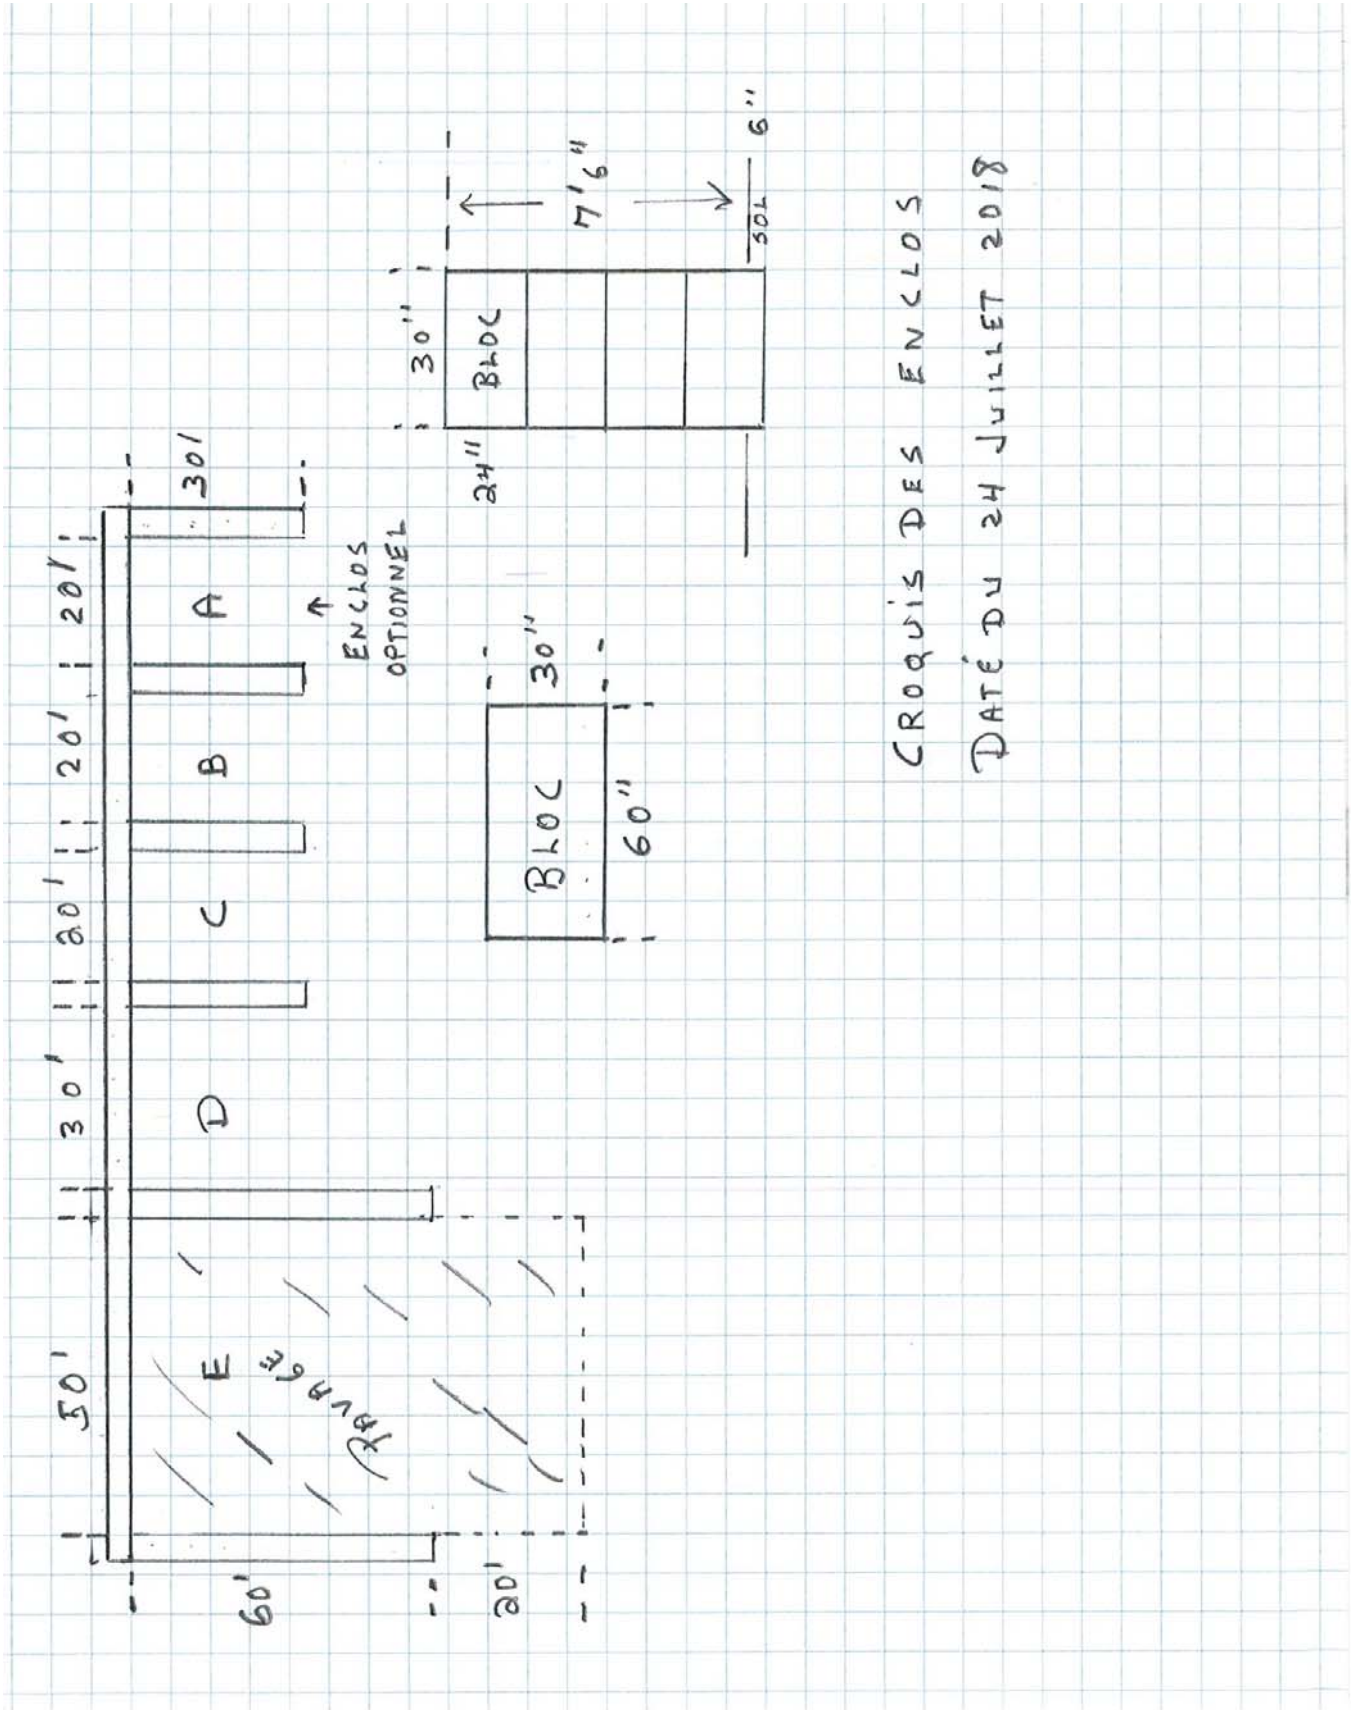 50' 30' 20' 20' 20'
E D C B A 30'
60'
PAVAGE
20'
ENCLOS
OPTIONNEL
30"
24" BLOC
7'6"
SOL 6"
BLOC 30"
60"
CROQUIS DES ENCLOS
DATÉ DU 24 JUILLET 2018